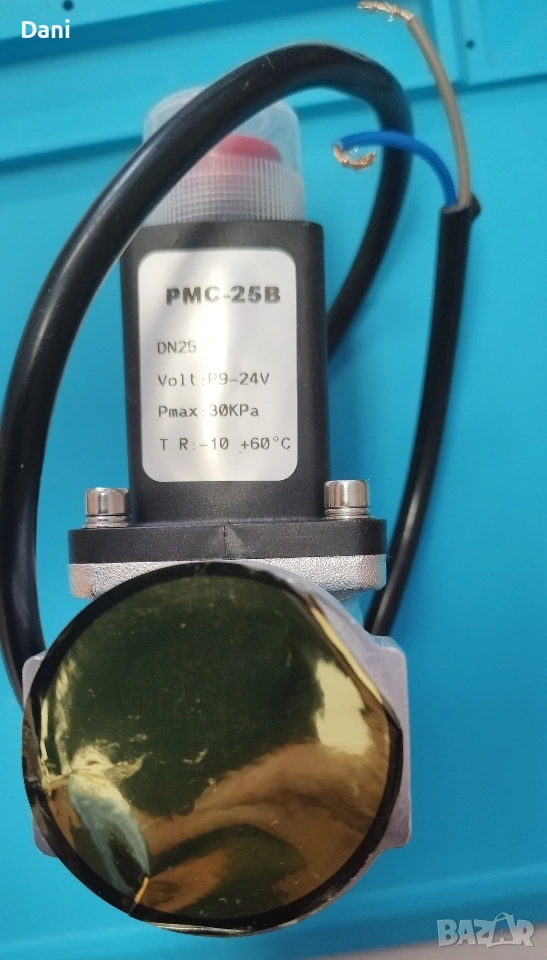 Dani
PMC-25B
DN25
Volt:P9-24V
Pmax:30KPa
T R:-10 +60°C
BAZAR